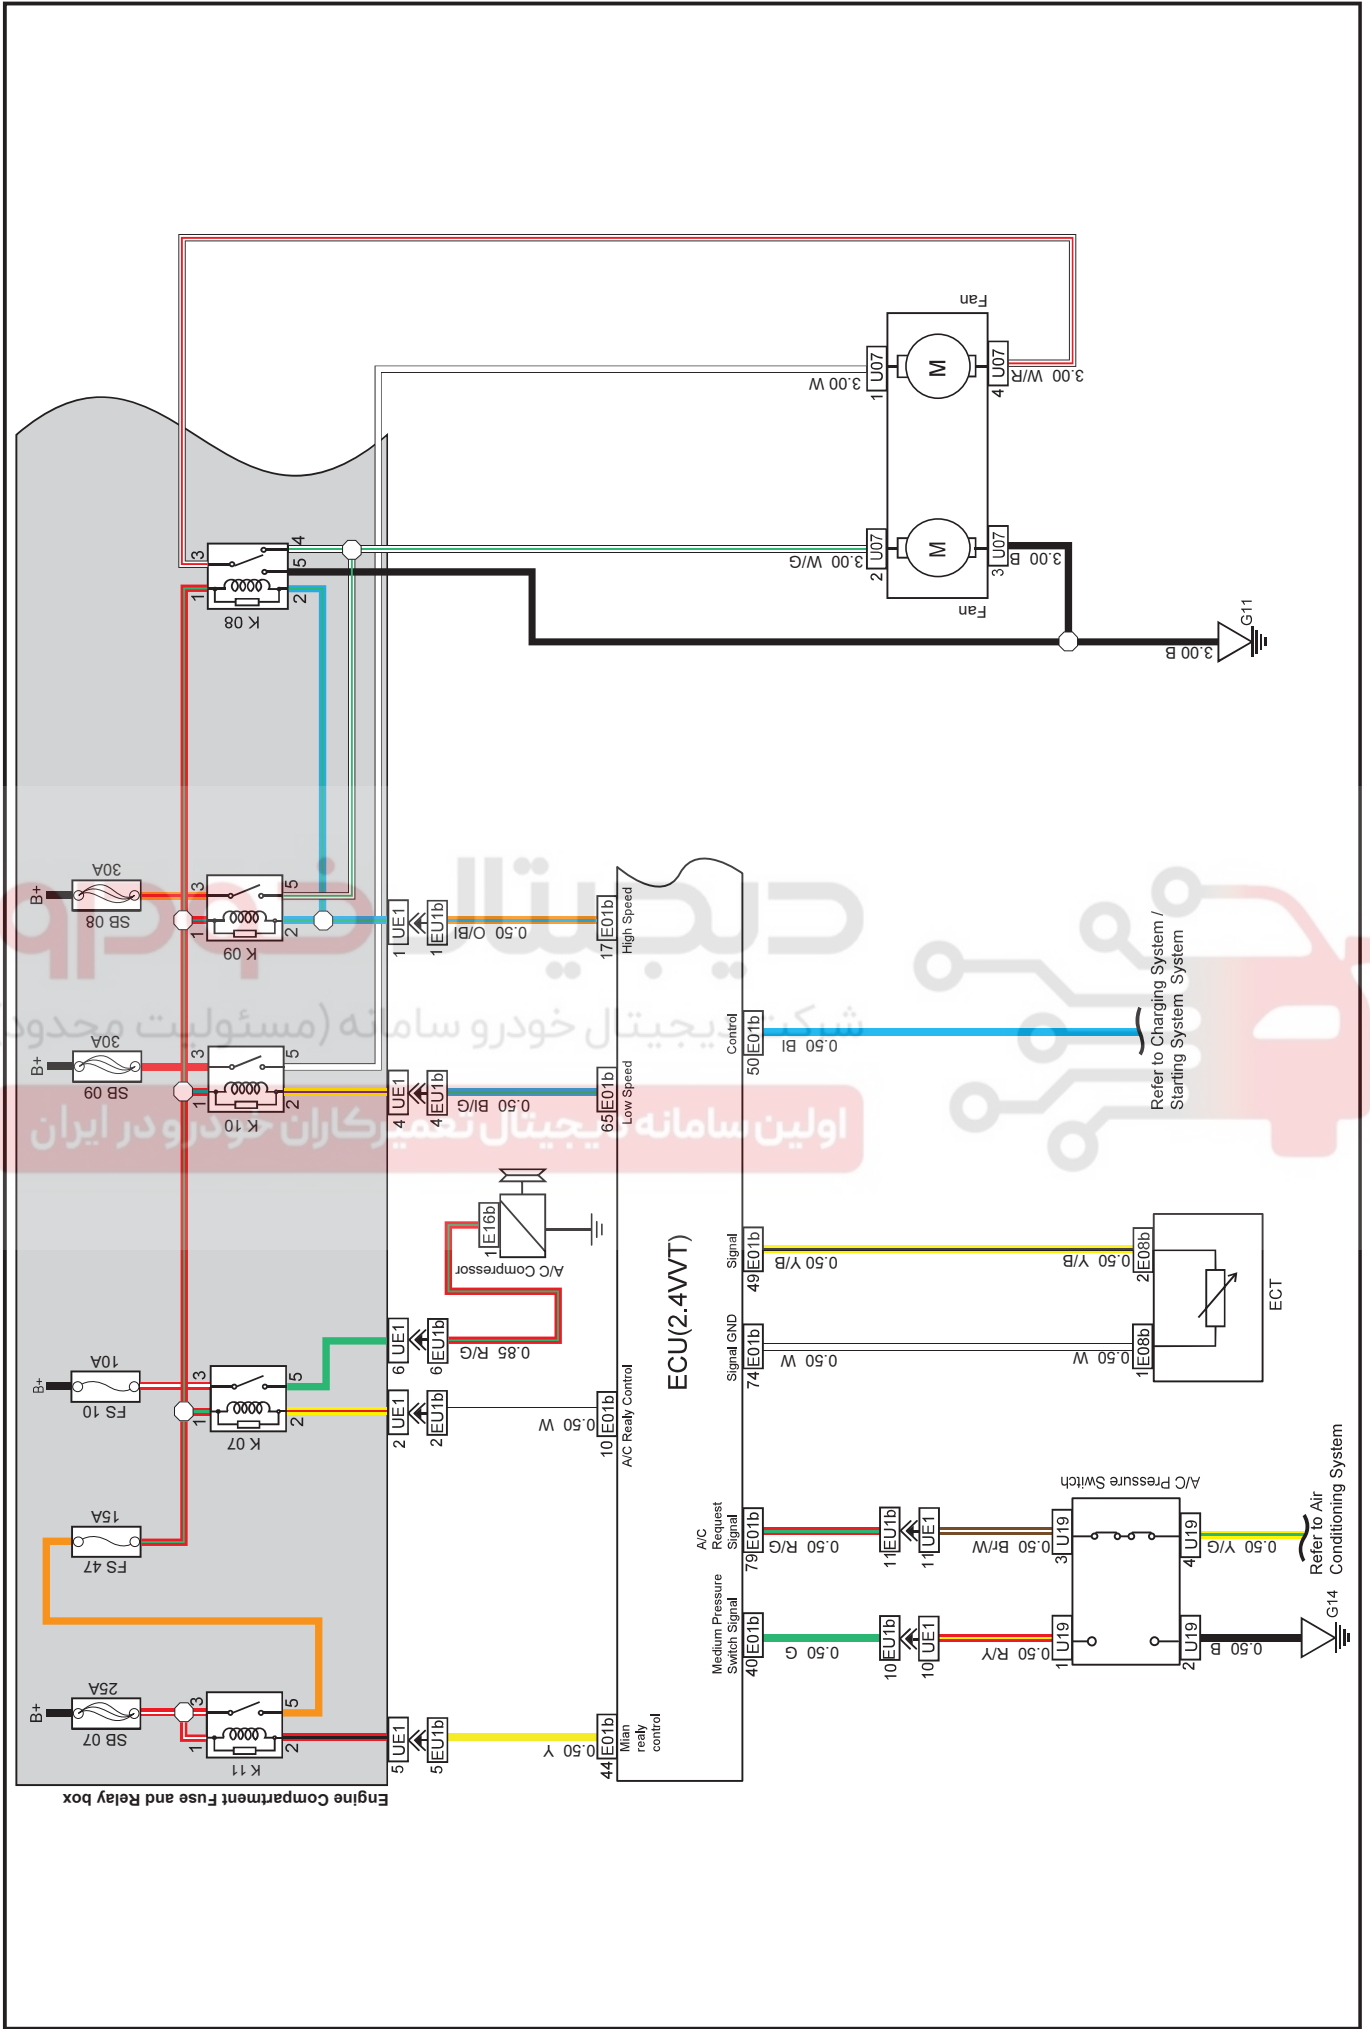 Fan
3.00 W
1
U07
M
4
U07
3.00 W/R
3
4
5
1
2
K 08
3.00 W/G
2
U07
M
3
U07
3.00 B
Fan
3.00 B
G11
B+
30A
SB 08
3
5
1
2
K 09
1
UE1
1
EU1b
0.50 O/Bl
17
E01b
High Speed
B+
30A
SB 09
3
5
1
2
K 10
4
UE1
4
EU1b
0.50 Bl/G
65
E01b
Low Speed
Control
50
E01b
0.50 Bl
Refer to Charging System /
Starting System System
دیجیتال خودرو
شرکت دیجیتال خودرو سامانه (مسئولیت محدود)
اولین سامانه دیجیتال تعمیرکاران خودرو در ایران
1
E16b
A/C Compressor
B+
10A
FS 10
3
5
1
2
K 07
6
UE1
6
EU1b
0.85 R/G
2
UE1
2
EU1b
0.50 W
10
E01b
A/C Realy Control
ECU(2.4VVT)
Signal
49
E01b
0.50 Y/B
0.50 Y/B
2
E08b
Signal GND
74
E01b
0.50 W
0.50 W
1
E08b
ECT
15A
FS 47
A/C
Request
Signal
79
E01b
0.50 R/G
11
EU1b
11
UE1
0.50 Br/W
3
U19
A/C Pressure Switch
4
U19
0.50 Y/G
Refer to Air
Conditioning System
Medium Pressure
Switch Signal
40
E01b
0.50 G
10
EU1b
10
UE1
0.50 R/Y
1
U19
2
U19
0.50 B
G14
B+
25A
SB 07
3
5
1
2
K 11
5
UE1
5
EU1b
0.50 Y
44
E01b
Mian
realy
control
Engine Compartment Fuse and Relay box